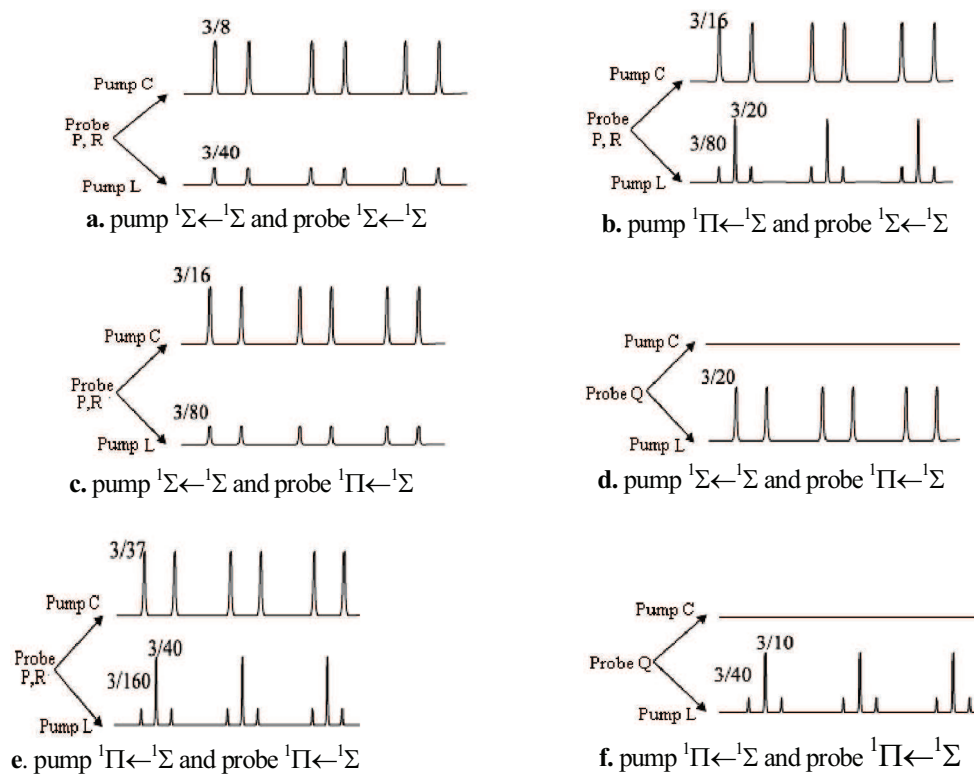 3/8
Pump C
Probe
P, R
3/40
Pump L
a. pump ¹Σ←¹Σ and probe ¹Σ←¹Σ
3/16
Pump C
3/20
Probe
P, R
3/80
Pump L
b. pump ¹Π←¹Σ and probe ¹Σ←¹Σ
3/16
Pump C
Probe
P,R
3/80
Pump L
c. pump ¹Σ←¹Σ and probe ¹Π←¹Σ
Pump C
3/20
Probe Q
Pump L
d. pump ¹Σ←¹Σ and probe ¹Π←¹Σ
3/37
Pump C
3/40
Probe
P,R
3/160
Pump L
e. pump ¹Π←¹Σ and probe ¹Π←¹Σ
Pump C
3/10
Probe Q
3/40
Pump L
f. pump ¹Π←¹Σ and probe ¹Π←¹Σ